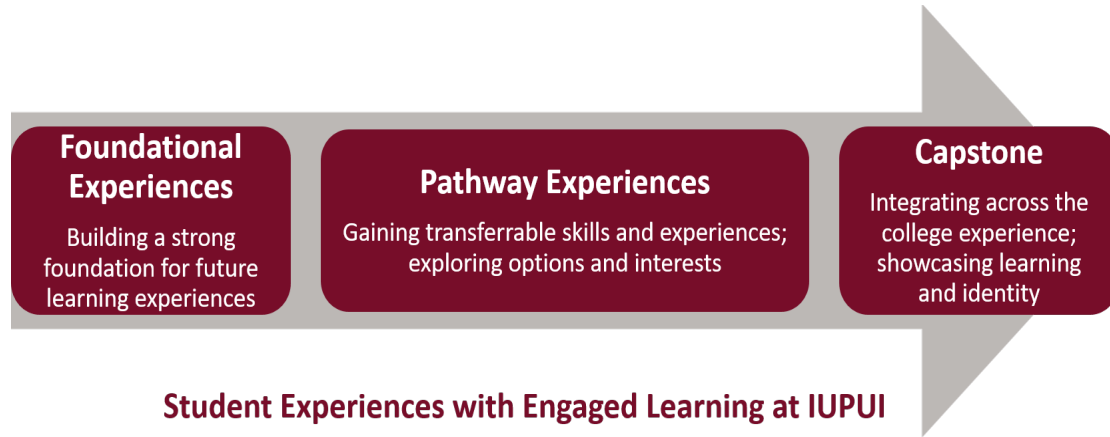 Foundational
Experiences
Building a strong
foundation for future
learning experiences
Pathway Experiences
Gaining transferrable skills and experiences;
exploring options and interests
Capstone
Integrating across the
college experience;
showcasing learning
and identity
Student Experiences with Engaged Learning at IUPUI